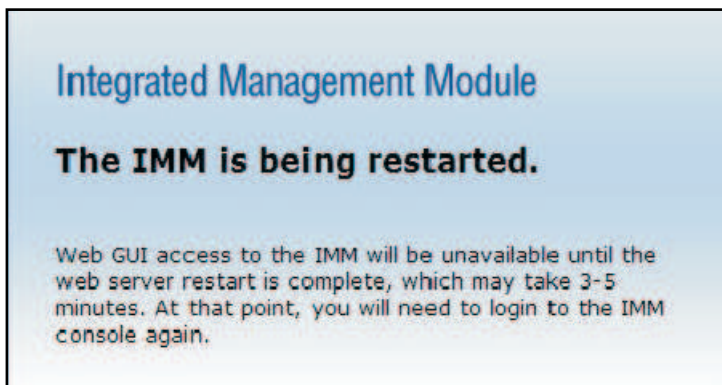 Integrated Management Module
The IMM is being restarted.
Web GUI access to the IMM will be unavailable until the
web server restart is complete, which may take 3-5
minutes. At that point, you will need to login to the IMM
console again.